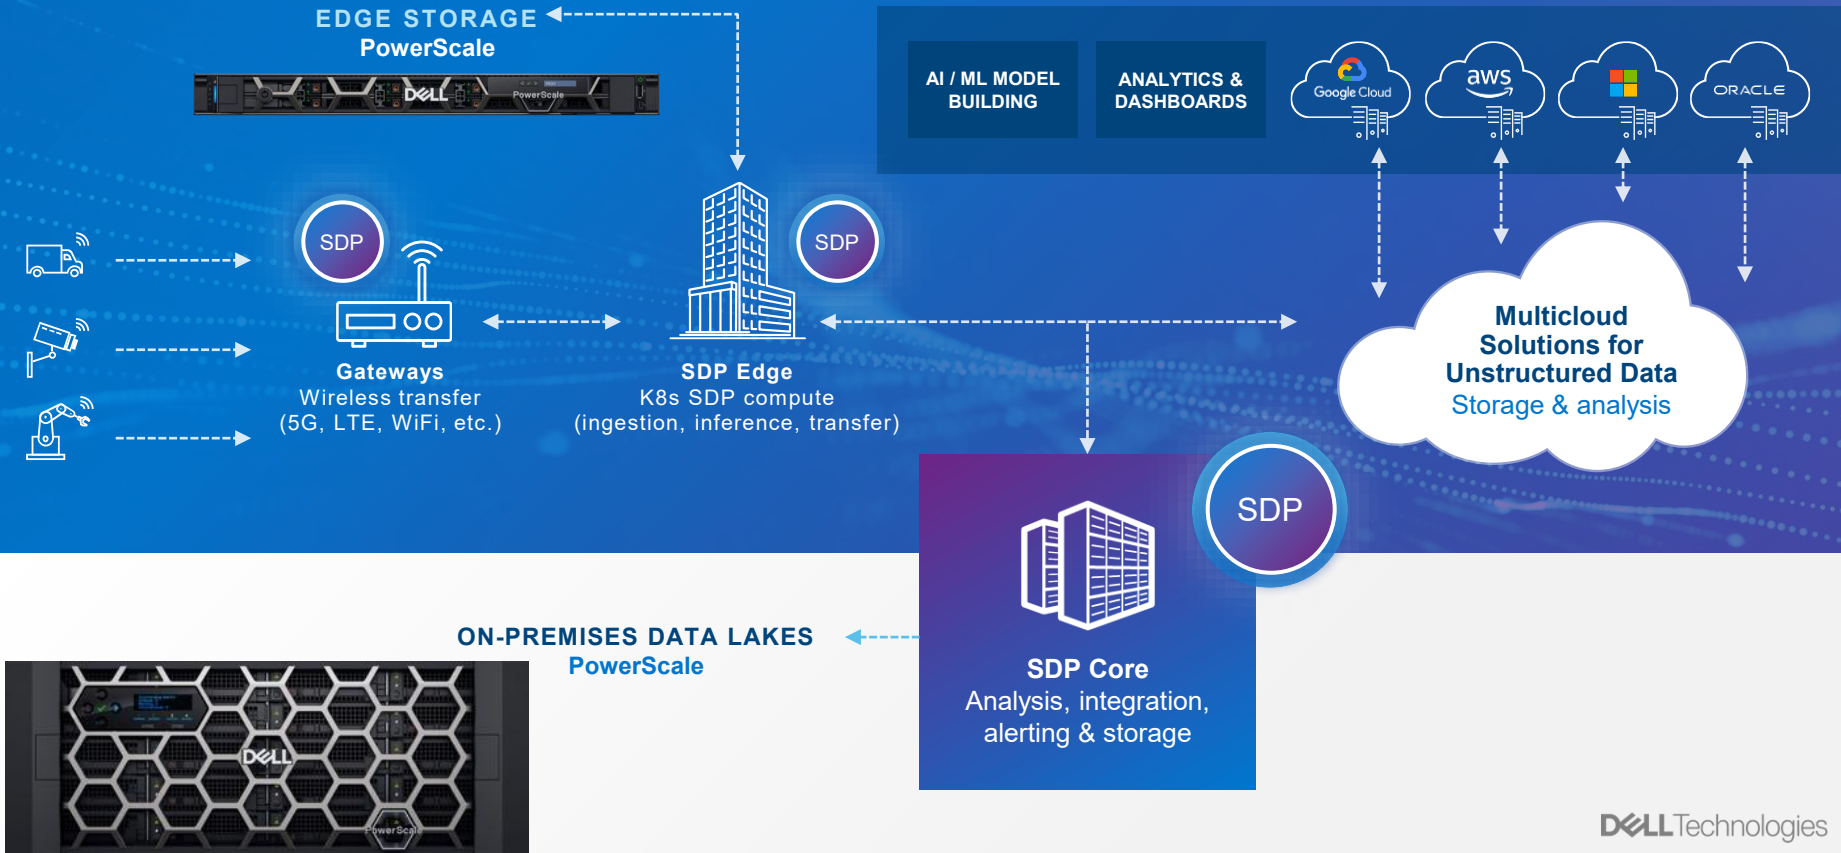 EDGE STORAGE
PowerScale
DELL
PowerScale
AI / ML MODEL
BUILDING
ANALYTICS &
DASHBOARDS
Google Cloud
aws
ORACLE
SDP
SDP
Gateways
Wireless transfer
(5G, LTE, WiFi, etc.)
SDP Edge
K8s SDP compute
(ingestion, inference, transfer)
Multicloud
Solutions for
Unstructured Data
Storage & analysis
SDP
SDP Core
Analysis, integration,
alerting & storage
ON-PREMISES DATA LAKES
PowerScale
DELL
PowerScale
DELL Technologies